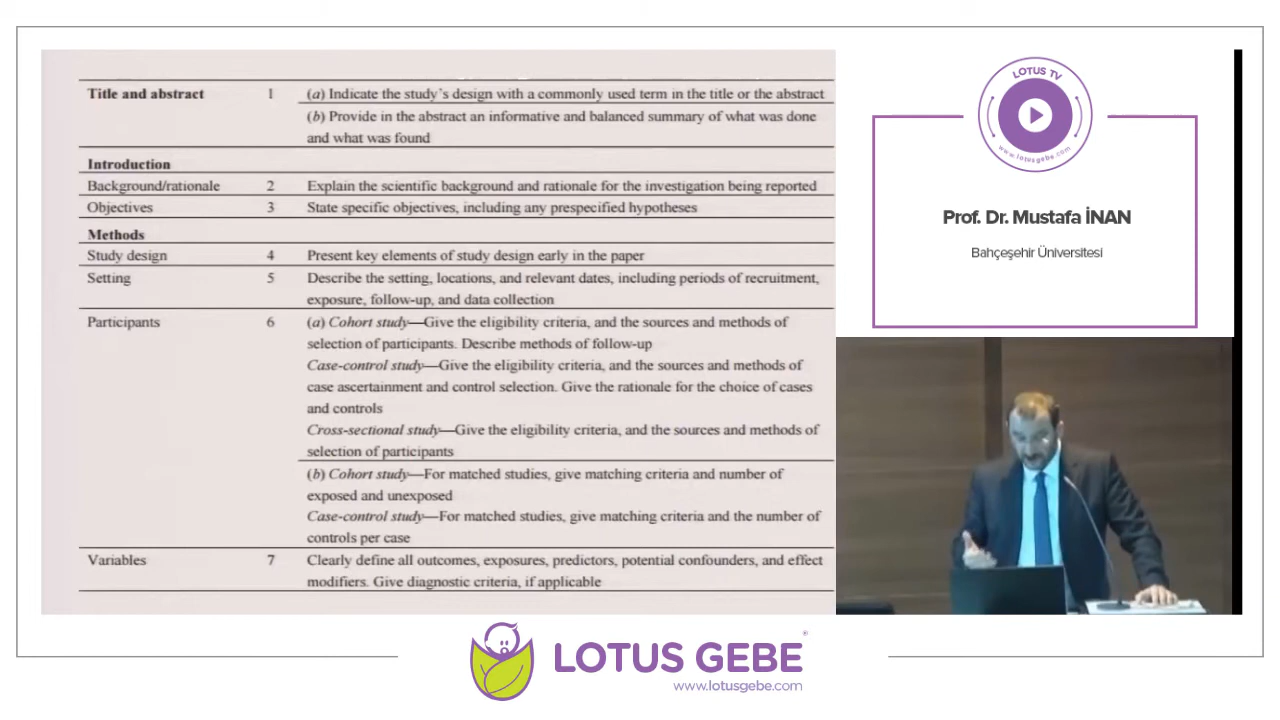 Title and abstract 1 (a) Indicate the study's design with a commonly used term in the title or the abstract
(b) Provide in the abstract an informative and balanced summary of what was done
and what was found
Introduction
Background/rationale 2 Explain the scientific background and rationale for the investigation being reported
Objectives 3 State specific objectives, including any prespecified hypotheses
Methods
Study design 4 Present key elements of study design early in the paper
Setting 5 Describe the setting, locations, and relevant dates, including periods of recruitment,
exposure, follow-up, and data collection
Participants 6 (a) Cohort study—Give the eligibility criteria, and the sources and methods of
selection of participants. Describe methods of follow-up
Case-control study—Give the eligibility criteria, and the sources and methods of
case ascertainment and control selection. Give the rationale for the choice of cases
and controls
Cross-sectional study—Give the eligibility criteria, and the sources and methods of
selection of participants
(b) Cohort study—For matched studies, give matching criteria and number of
exposed and unexposed
Case-control study—For matched studies, give matching criteria and the number of
controls per case
Variables 7 Clearly define all outcomes, exposures, predictors, potential confounders, and effect
modifiers. Give diagnostic criteria, if applicable
LOTUS TV
www.lotusgebe.com
Prof. Dr. Mustafa İNAN
Bahçeşehir Üniversitesi
LOTUS GEBE®
www.lotusgebe.com